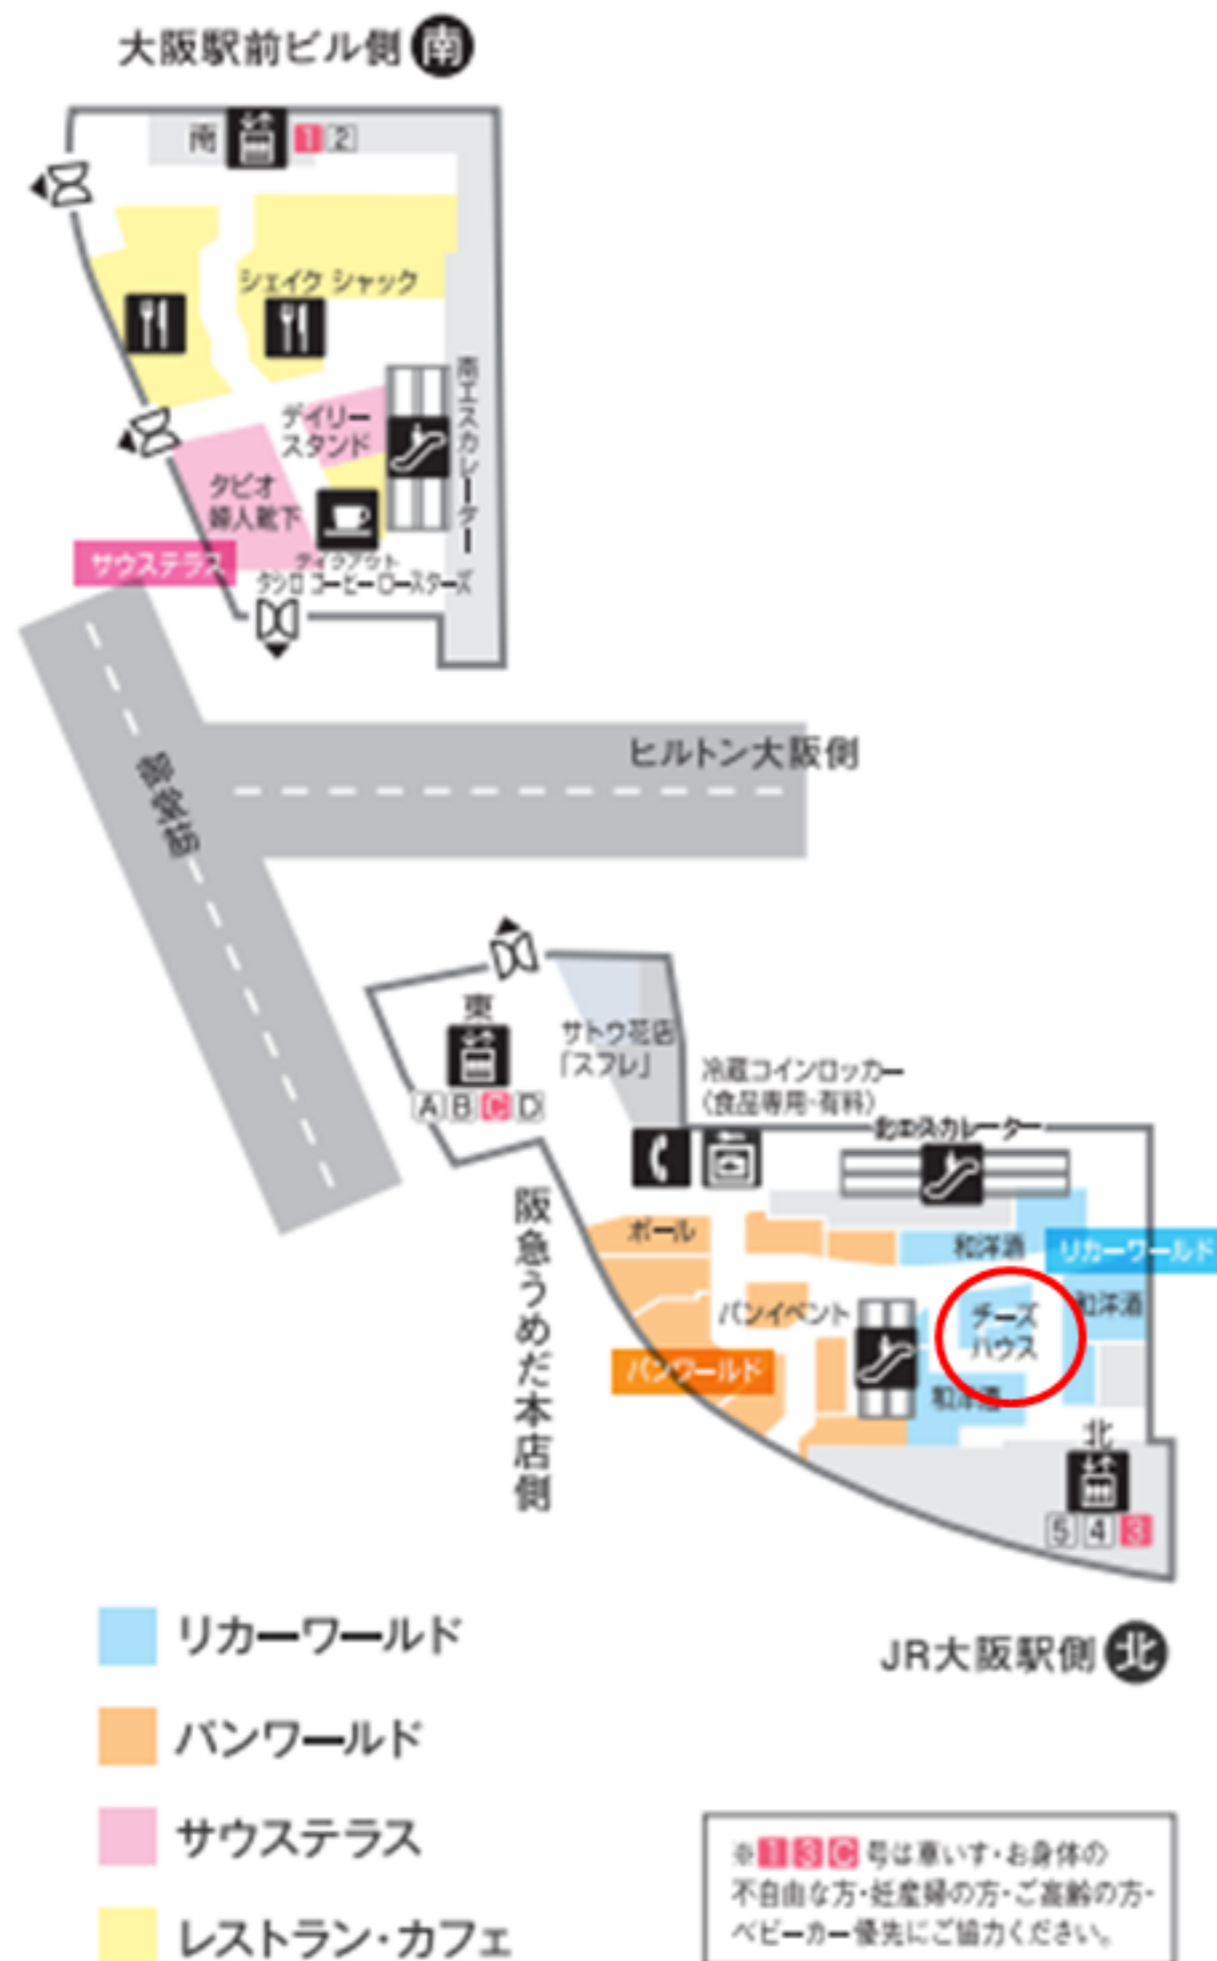 大阪駅前ビル側 南
南 1 2
シェイク シャック
南エスカレーター
デイリー
スタンド
タビオ
婦人靴下
サウステラス
テイクアウト
タシロ コーヒー ロースターズ
ヒルトン大阪側
御堂筋
東
A B C D
サトウ花店
「スフレ」
冷蔵コインロッカー
(食品専用・有料)
北エスカレーター
ポール
和洋酒
リカーワールド
パンイベント
チーズ
ハウス
和洋酒
パンワールド
和洋酒
阪急うめだ本店側
北
5 4 3
JR大阪駅側 北
リカーワールド
パンワールド
サウステラス
レストラン・カフェ
※1 3 C 号は車いす・お身体の
不自由な方・妊産婦の方・ご高齢の方・
ベビーカー優先にご協力ください。